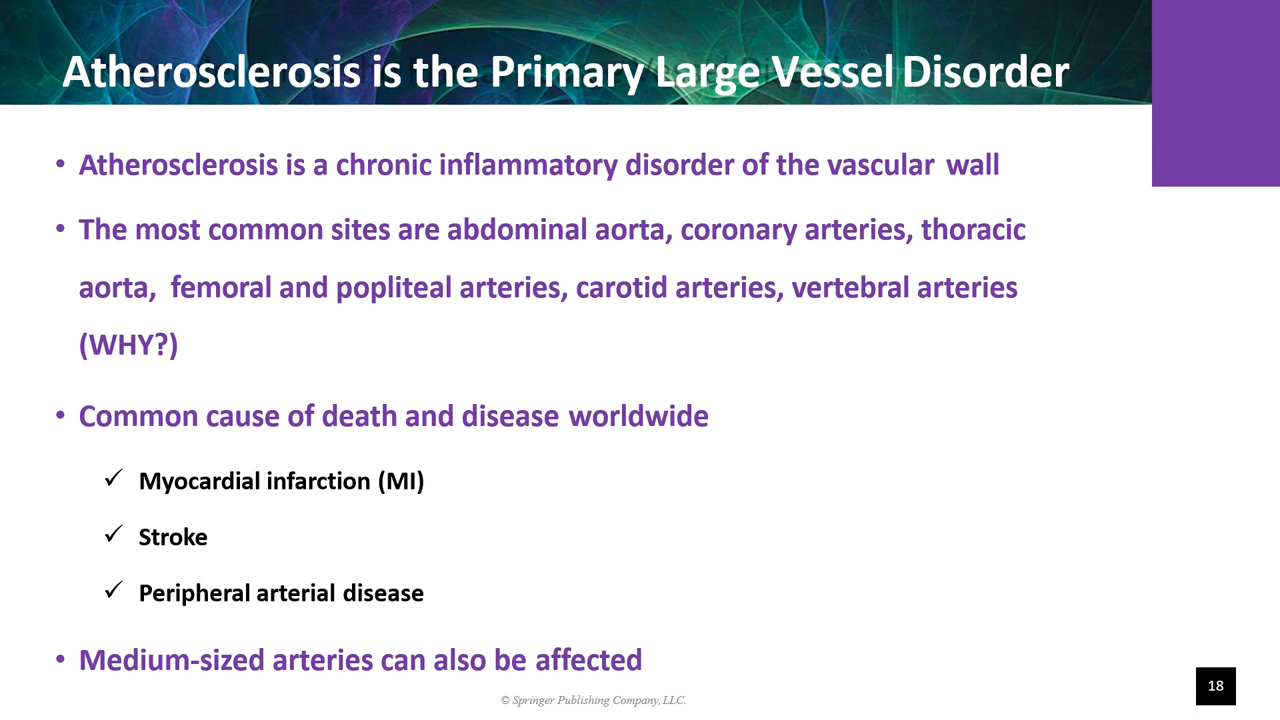 Atherosclerosis is the Primary Large Vessel Disorder
• Atherosclerosis is a chronic inflammatory disorder of the vascular wall
• The most common sites are abdominal aorta, coronary arteries, thoracic
aorta, femoral and popliteal arteries, carotid arteries, vertebral arteries
(WHY?)
• Common cause of death and disease worldwide
✓ Myocardial infarction (MI)
✓ Stroke
✓ Peripheral arterial disease
• Medium-sized arteries can also be affected
© Springer Publishing Company, LLC.
18